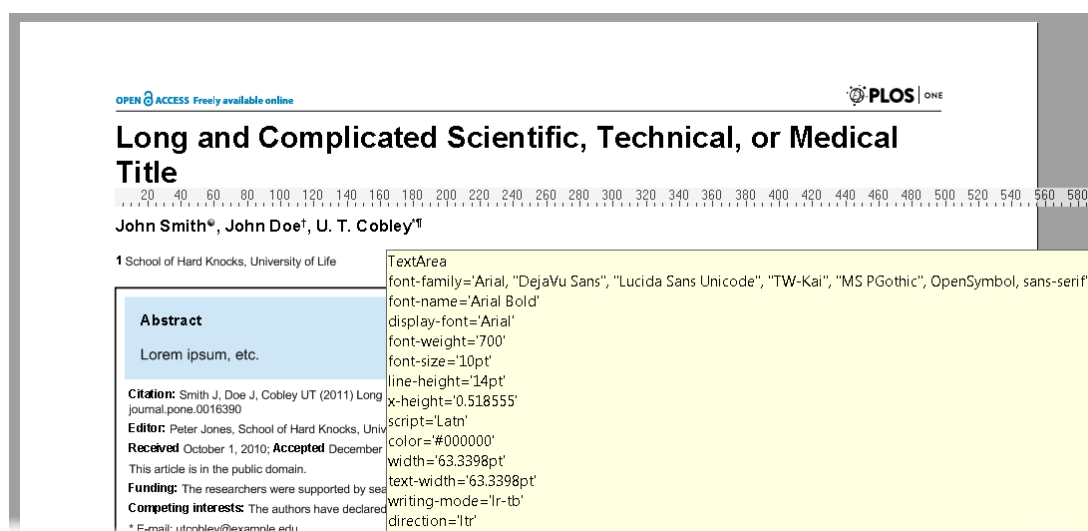 OPEN ACCESS Freely available online
PLOS ONE
Long and Complicated Scientific, Technical, or Medical
Title
20 40 60 80 100 120 140 160 180 200 220 240 260 280 300 320 340 360 380 400 420 440 460 480 500 520 540 560 580
John Smith, John Doe†, U. T. Cobley*¶
1 School of Hard Knocks, University of Life
Abstract
Lorem ipsum, etc.
Citation: Smith J, Doe J, Cobley UT (2011) Long
journal.pone.0016390
Editor: Peter Jones, School of Hard Knocks, Univ
Received October 1, 2010; Accepted December
This article is in the public domain.
Funding: The researchers were supported by sea
Competing interests: The authors have declared
* E-mail: utcobley@example.edu
TextArea
font-family='Arial, "DejaVu Sans", "Lucida Sans Unicode", "TW-Kai", "MS PGothic", OpenSymbol, sans-serif'
font-name='Arial Bold'
display-font='Arial'
font-weight='700'
font-size='10pt'
line-height='14pt'
x-height='0.518555'
script='Latn'
color='#000000'
width='63.3398pt'
text-width='63.3398pt'
writing-mode='lr-tb'
direction='ltr'